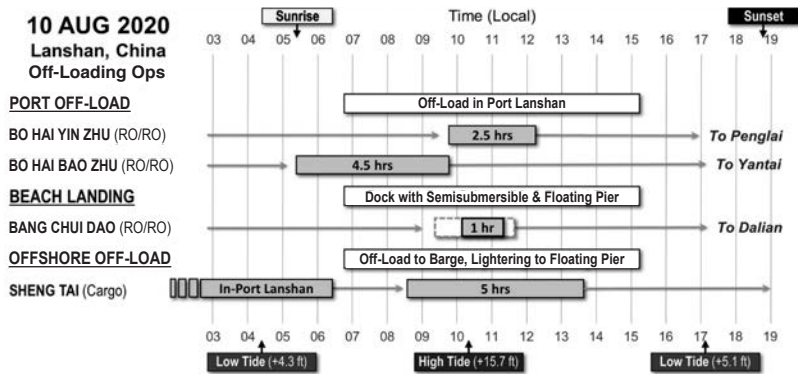 Sunrise
Time (Local)
Sunset
10 AUG 2020
03 04 05 06 07 08 09 10 11 12 13 14 15 16 17 18 19
Lanshan, China
Off-Loading Ops
PORT OFF-LOAD
Off-Load in Port Lanshan
BO HAI YIN ZHU (RO/RO)
2.5 hrs
To Penglai
BO HAI BAO ZHU (RO/RO)
4.5 hrs
To Yantai
BEACH LANDING
Dock with Semisubmersible & Floating Pier
BANG CHUI DAO (RO/RO)
1 hr
To Dalian
OFFSHORE OFF-LOAD
Off-Load to Barge, Lightering to Floating Pier
SHENG TAI (Cargo)
In-Port Lanshan
5 hrs
03 04 05 06 07 08 09 10 11 12 13 14 15 16 17 18 19
Low Tide (+4.3 ft)
High Tide (+15.7 ft)
Low Tide (+5.1 ft)